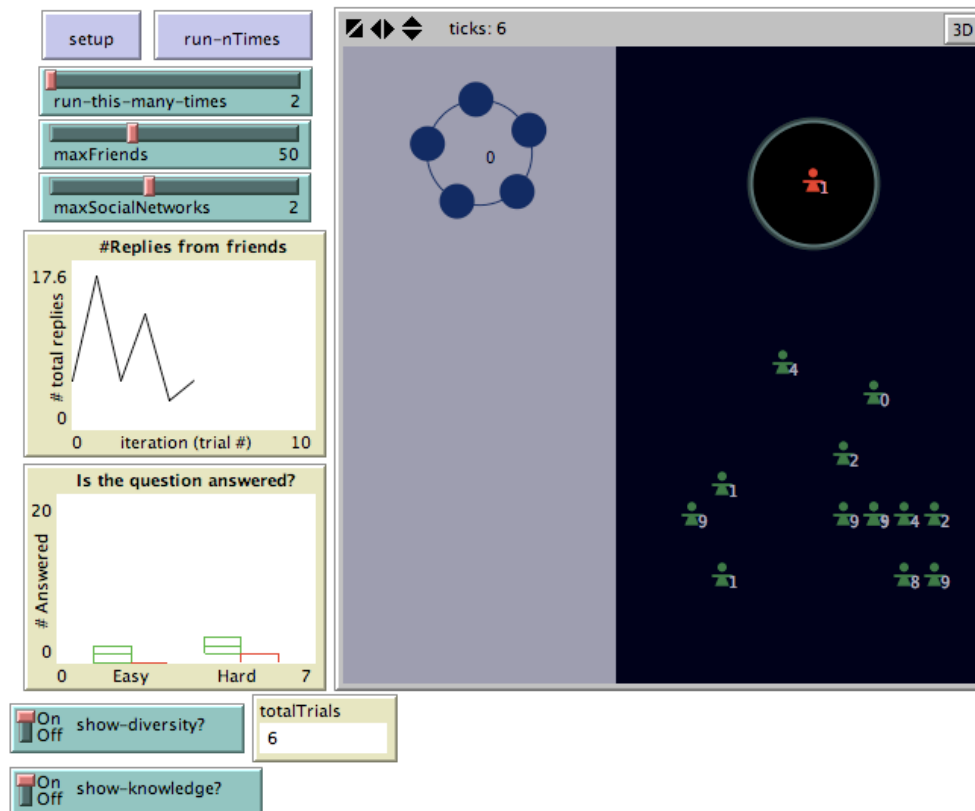 setup
run-nTimes
run-this-many-times 2
maxFriends 50
maxSocialNetworks 2
#Replies from friends
17.6
# total replies
0
0 iteration (trial #) 10
Is the question answered?
20
# Answered
0
0 Easy Hard 7
On
Off
show-diversity?
totalTrials
6
On
Off
show-knowledge?
ticks: 6
3D
0
1
4
0
2
1
9
9
9
4
2
1
8
9